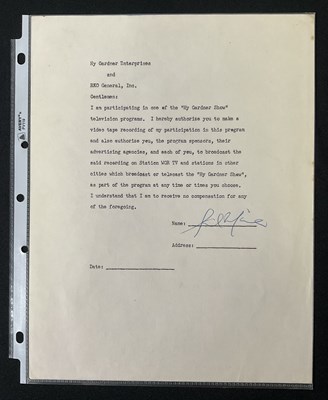 Hy Gardner Enterprises
and
RKO General, Inc.
Gentlemen:
I am participating in one of the "Hy Gardner Show"
television programs. I hereby authorize you to make a
video tape recording of my participation in this program
and also authorize you, the program sponsors, their
advertising agencies, and each of you, to broadcast the
said recording on Station WOR TV and stations in other
cities which broadcast or telecast the "Hy Gardner Show",
as part of the program at any time or times you choose.
I understand that I am to receive no compensation for any
of the foregoing.
Name:
Address:
Date: